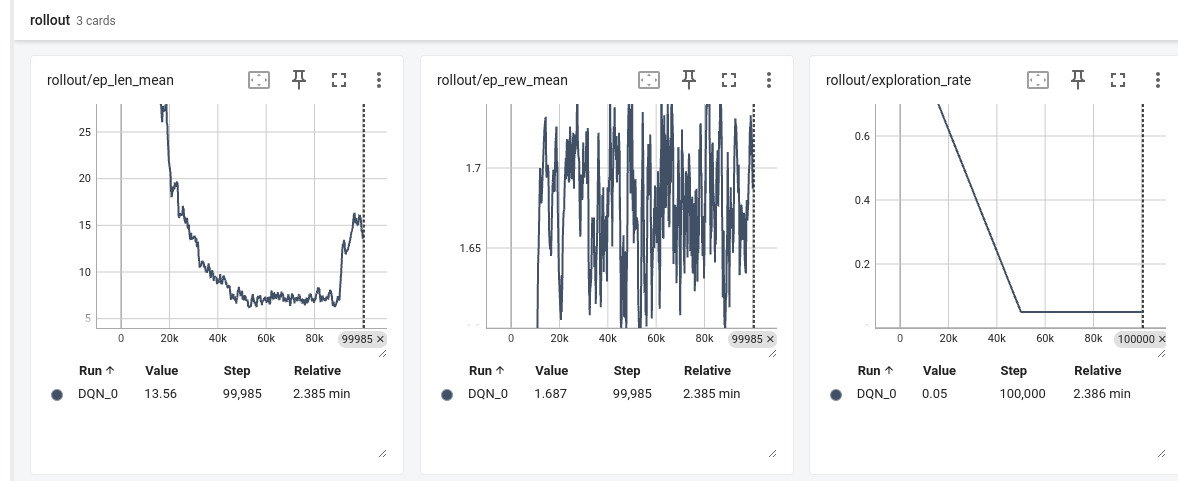 rollout 3 cards
rollout/ep_len_mean
25
20
15
10
5
0 20k 40k 60k 80k 99985 ×
Run ↑ Value Step Relative
DQN_0 13.56 99,985 2.385 min
rollout/ep_rew_mean
1.7
1.65
0 20k 40k 60k 80k 99985 ×
Run ↑ Value Step Relative
DQN_0 1.687 99,985 2.385 min
rollout/exploration_rate
0.6
0.4
0.2
0 20k 40k 60k 80k 100000 ×
Run ↑ Value Step Relative
DQN_0 0.05 100,000 2.386 min